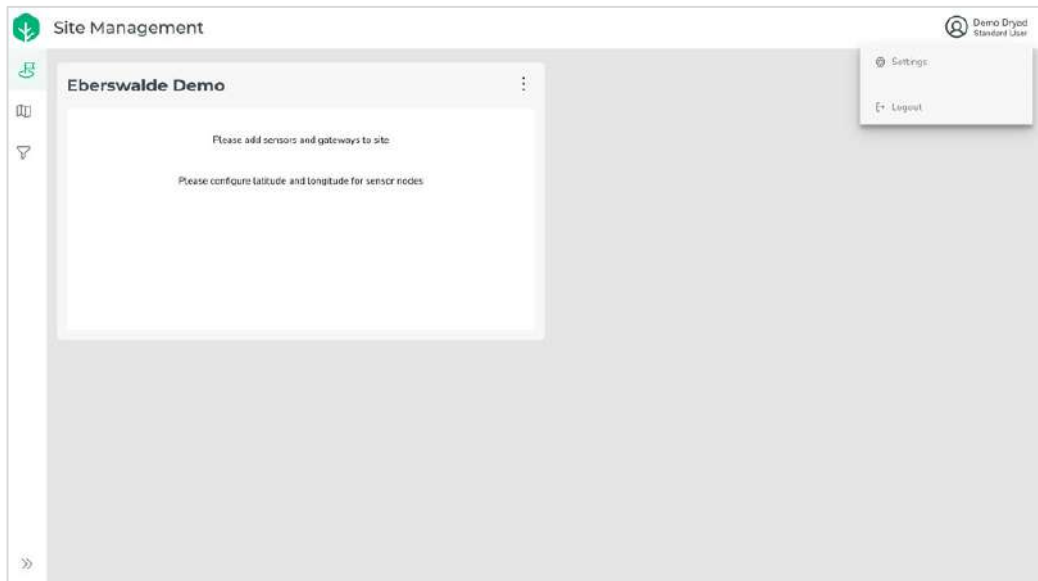 Site Management
Demo Dryad
Standard User
Settings
Logout
Eberswalde Demo
Please add sensors and gateways to site
Please configure latitude and longitude for sensor nodes